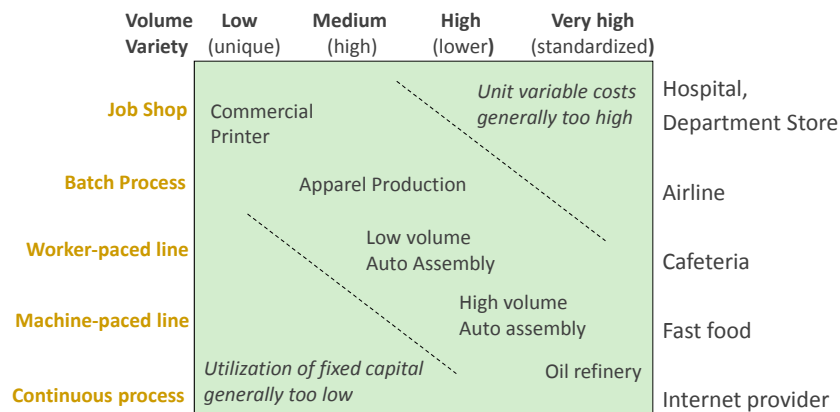 Volume Low Medium High Very high
Variety (unique) (high) (lower) (standardized)
Job Shop
Commercial
Printer
Unit variable costs
generally too high
Hospital,
Department Store
Batch Process
Apparel Production
Airline
Worker-paced line
Low volume
Auto Assembly
Cafeteria
Machine-paced line
High volume
Auto assembly
Fast food
Utilization of fixed capital
generally too low
Oil refinery
Continuous process
Internet provider